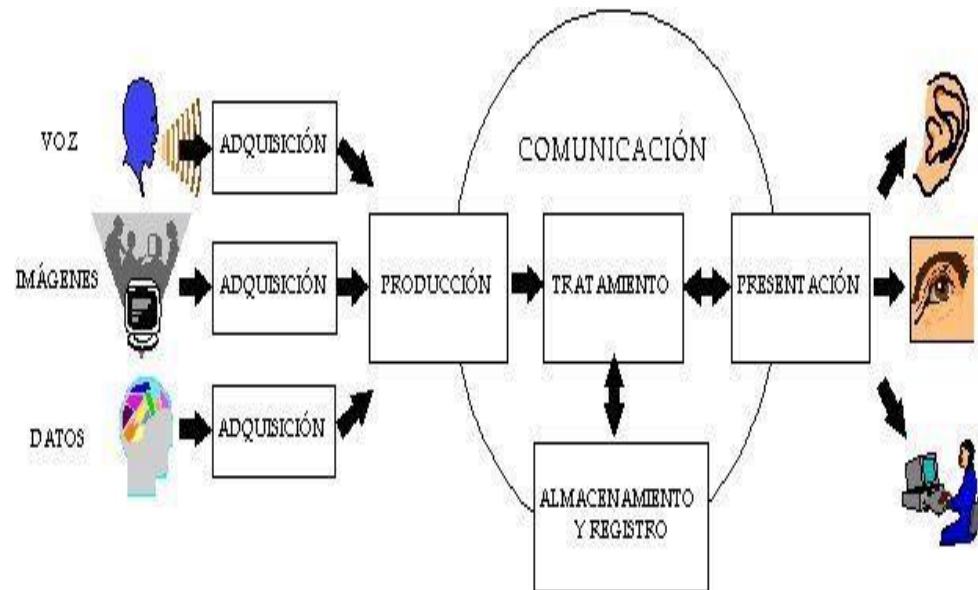 VOZ
ADQUISICIÓN
COMUNICACIÓN
IMÁGENES
ADQUISICIÓN
PRODUCCIÓN
TRATAMIENTO
PRESENTACIÓN
DATOS
ADQUISICIÓN
ALMACENAMIENTO
Y REGISTRO